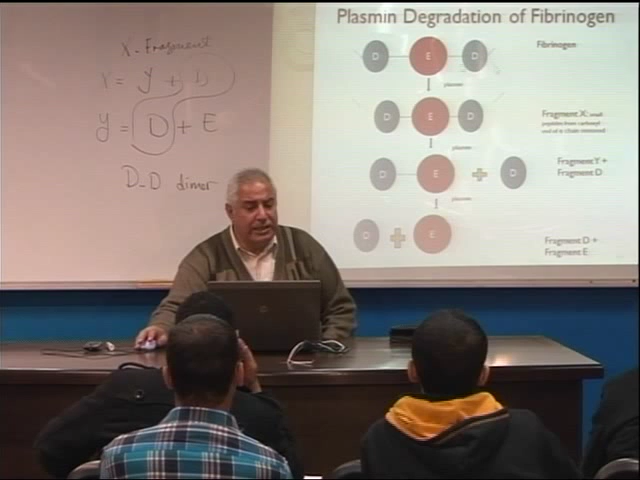 X-Fragment
X = Y + D
Y = D + E
D-D dimer
Plasmin Degradation of Fibrinogen
D E D
Fibrinogen
plasmin
D E D
Fragment X: small
peptides from carboxyl
end of α chain removed
plasmin
D E + D
Fragment Y +
Fragment D
plasmin
D + E
Fragment D +
Fragment E